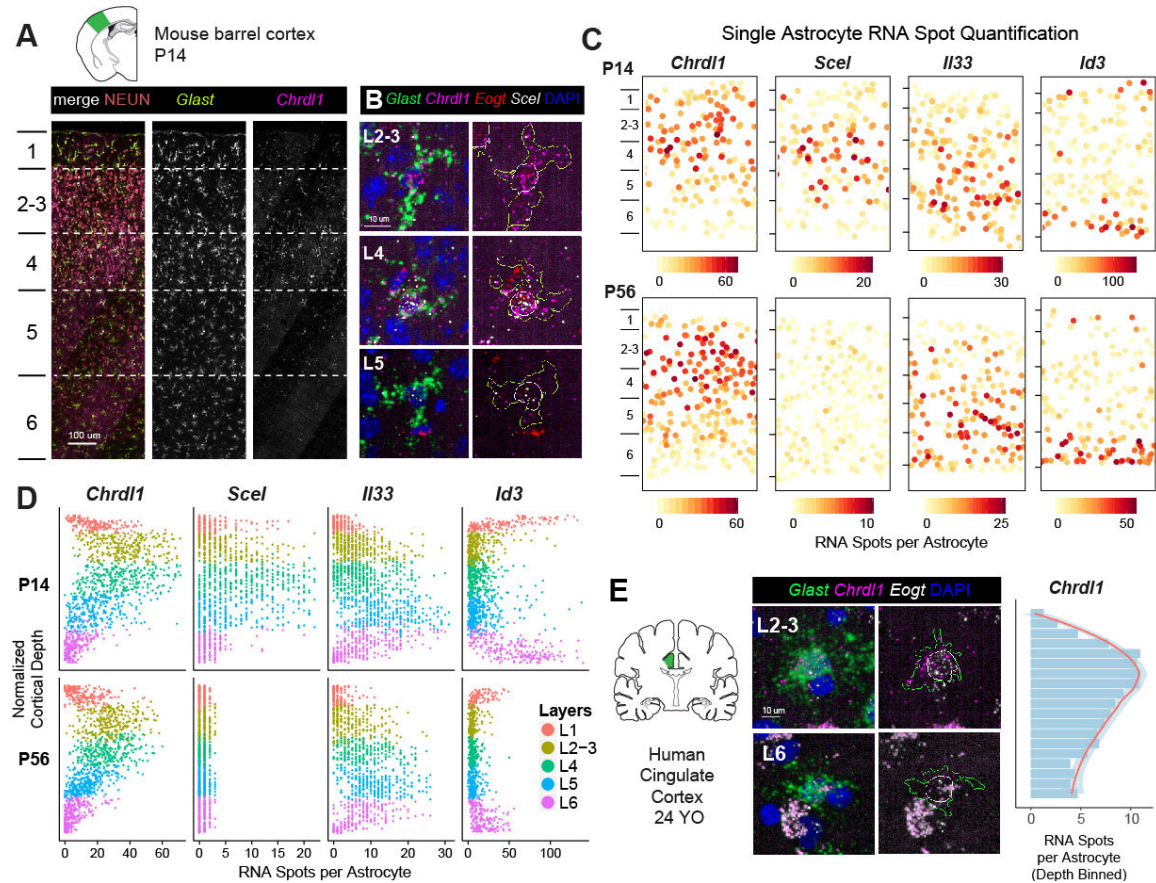 A
Mouse barrel cortex
P14
merge NEUN
Glast
Chrdl1
1
2-3
4
5
6
100 um
B
Glast Chrdl1 Eogt Scel DAPI
L2-3
10 um
L4
L5
C
Single Astrocyte RNA Spot Quantification
Chrdl1
Scel
Il33
Id3
P14
1
2-3
4
5
6
0 60
0 20
0 30
0 100
P56
1
2-3
4
5
6
0 60
0 10
0 25
0 50
RNA Spots per Astrocyte
D
Chrdl1
Scel
Il33
Id3
P14
Normalized
Cortical Depth
P56
Layers
L1
L2-3
L4
L5
L6
0 20 40 60
0 5 10 15 20 25
0 10 20 30
0 50 100
RNA Spots per Astrocyte
E
Human
Cingulate
Cortex
24 YO
Glast Chrdl1 Eogt DAPI
L2-3
10 um
L6
Chrdl1
0 5 10
RNA Spots
per Astrocyte
(Depth Binned)